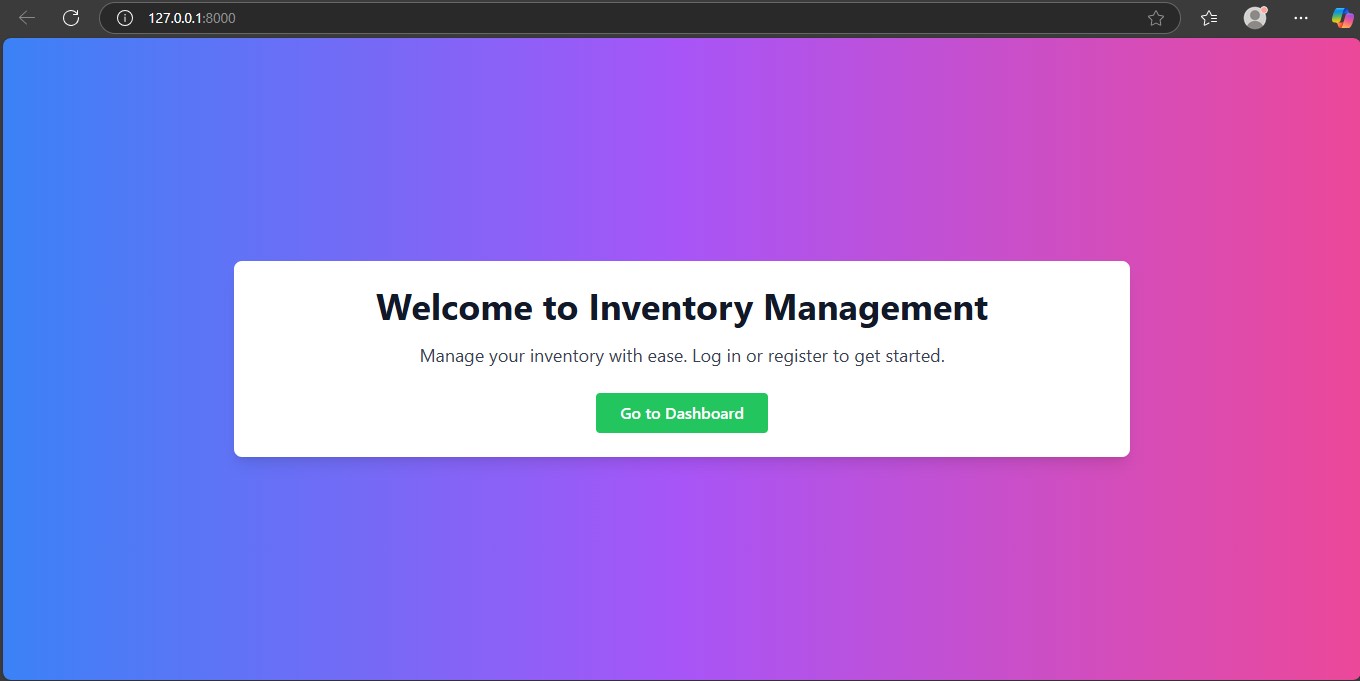 127.0.0.1:8000
Welcome to Inventory Management
Manage your inventory with ease. Log in or register to get started.
Go to Dashboard